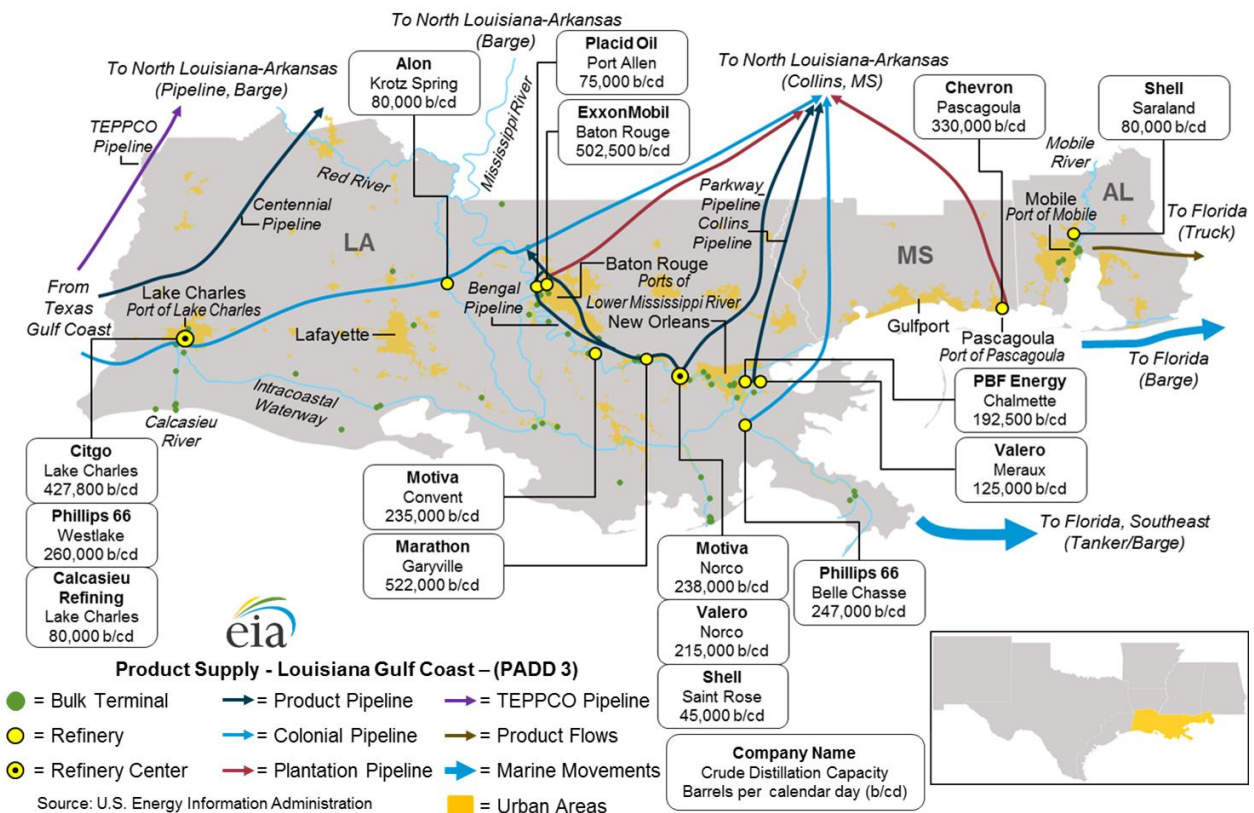 To North Louisiana-Arkansas
(Barge)
Placid Oil
Port Allen
75,000 b/cd
To North Louisiana-Arkansas
(Pipeline, Barge)
Alon
Krotz Spring
80,000 b/cd
ExxonMobil
Baton Rouge
502,500 b/cd
To North Louisiana-Arkansas
(Collins, MS)
Chevron
Pascagoula
330,000 b/cd
Shell
Saraland
80,000 b/cd
TEPPCO
Pipeline
Red River
Mississippi River
Centennial
Pipeline
Parkway
Pipeline
Collins
Pipeline
Mobile
River
AL
Mobile
Port of Mobile
To Florida
(Truck)
LA
MS
From
Texas
Gulf Coast
Lake Charles
Port of Lake Charles
Lafayette
Bengal
Pipeline
Baton Rouge
Ports of
Lower Mississippi River
New Orleans
Gulfport
Pascagoula
Port of Pascagoula
To Florida
(Barge)
Intracoastal
Waterway
Calcasieu
River
PBF Energy
Chalmette
192,500 b/cd
Valero
Meraux
125,000 b/cd
Citgo
Lake Charles
427,800 b/cd
Phillips 66
Westlake
260,000 b/cd
Calcasieu
Refining
Lake Charles
80,000 b/cd
Motiva
Convent
235,000 b/cd
Marathon
Garyville
522,000 b/cd
Motiva
Norco
238,000 b/cd
Valero
Norco
215,000 b/cd
Shell
Saint Rose
45,000 b/cd
Phillips 66
Belle Chasse
247,000 b/cd
To Florida, Southeast
(Tanker/Barge)
eia
Product Supply - Louisiana Gulf Coast – (PADD 3)
= Bulk Terminal
= Product Pipeline
= TEPPCO Pipeline
= Refinery
= Colonial Pipeline
= Product Flows
= Refinery Center
= Plantation Pipeline
= Marine Movements
Source: U.S. Energy Information Administration
= Urban Areas
Company Name
Crude Distillation Capacity
Barrels per calendar day (b/cd)